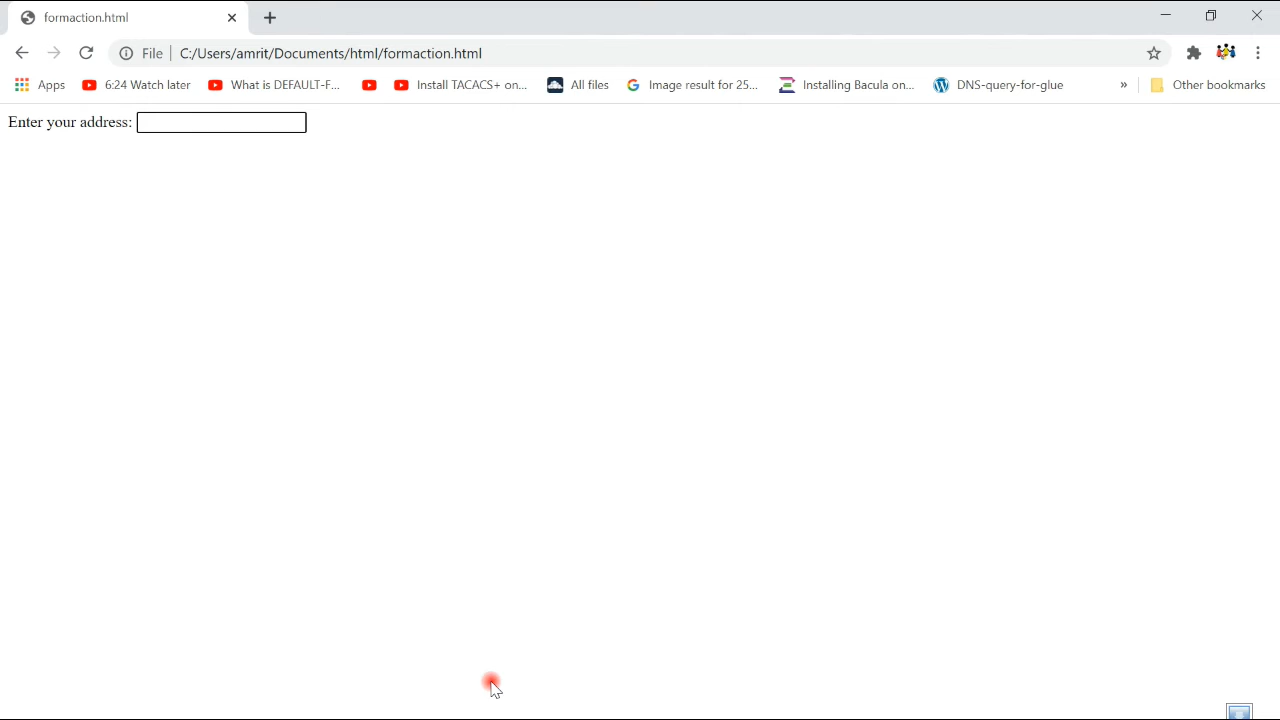 formaction.html
File C:/Users/amrit/Documents/html/formaction.html
Apps 6:24 Watch later What is DEFAULT-F... Install TACACS+ on... All files Image result for 25... Installing Bacula on... DNS-query-for-glue » Other bookmarks
Enter your address: